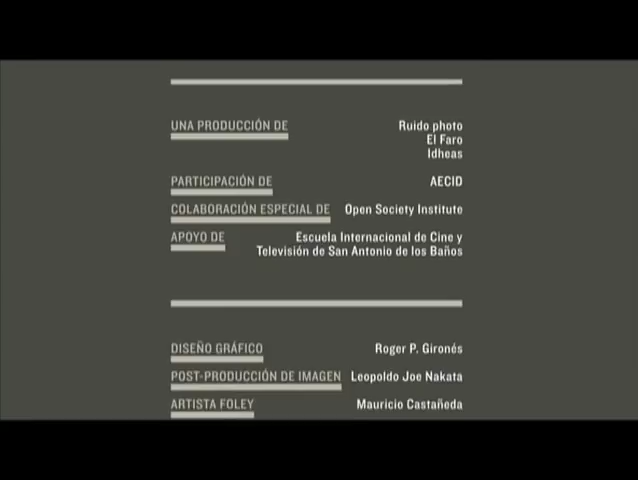 UNA PRODUCCIÓN DE Ruido photo
El Faro
Idheas
PARTICIPACIÓN DE AECID
COLABORACIÓN ESPECIAL DE Open Society Institute
APOYO DE Escuela Internacional de Cine y
Televisión de San Antonio de los Baños
DISEÑO GRÁFICO Roger P. Gironés
POST-PRODUCCIÓN DE IMAGEN Leopoldo Joe Nakata
ARTISTA FOLEY Mauricio Castañeda